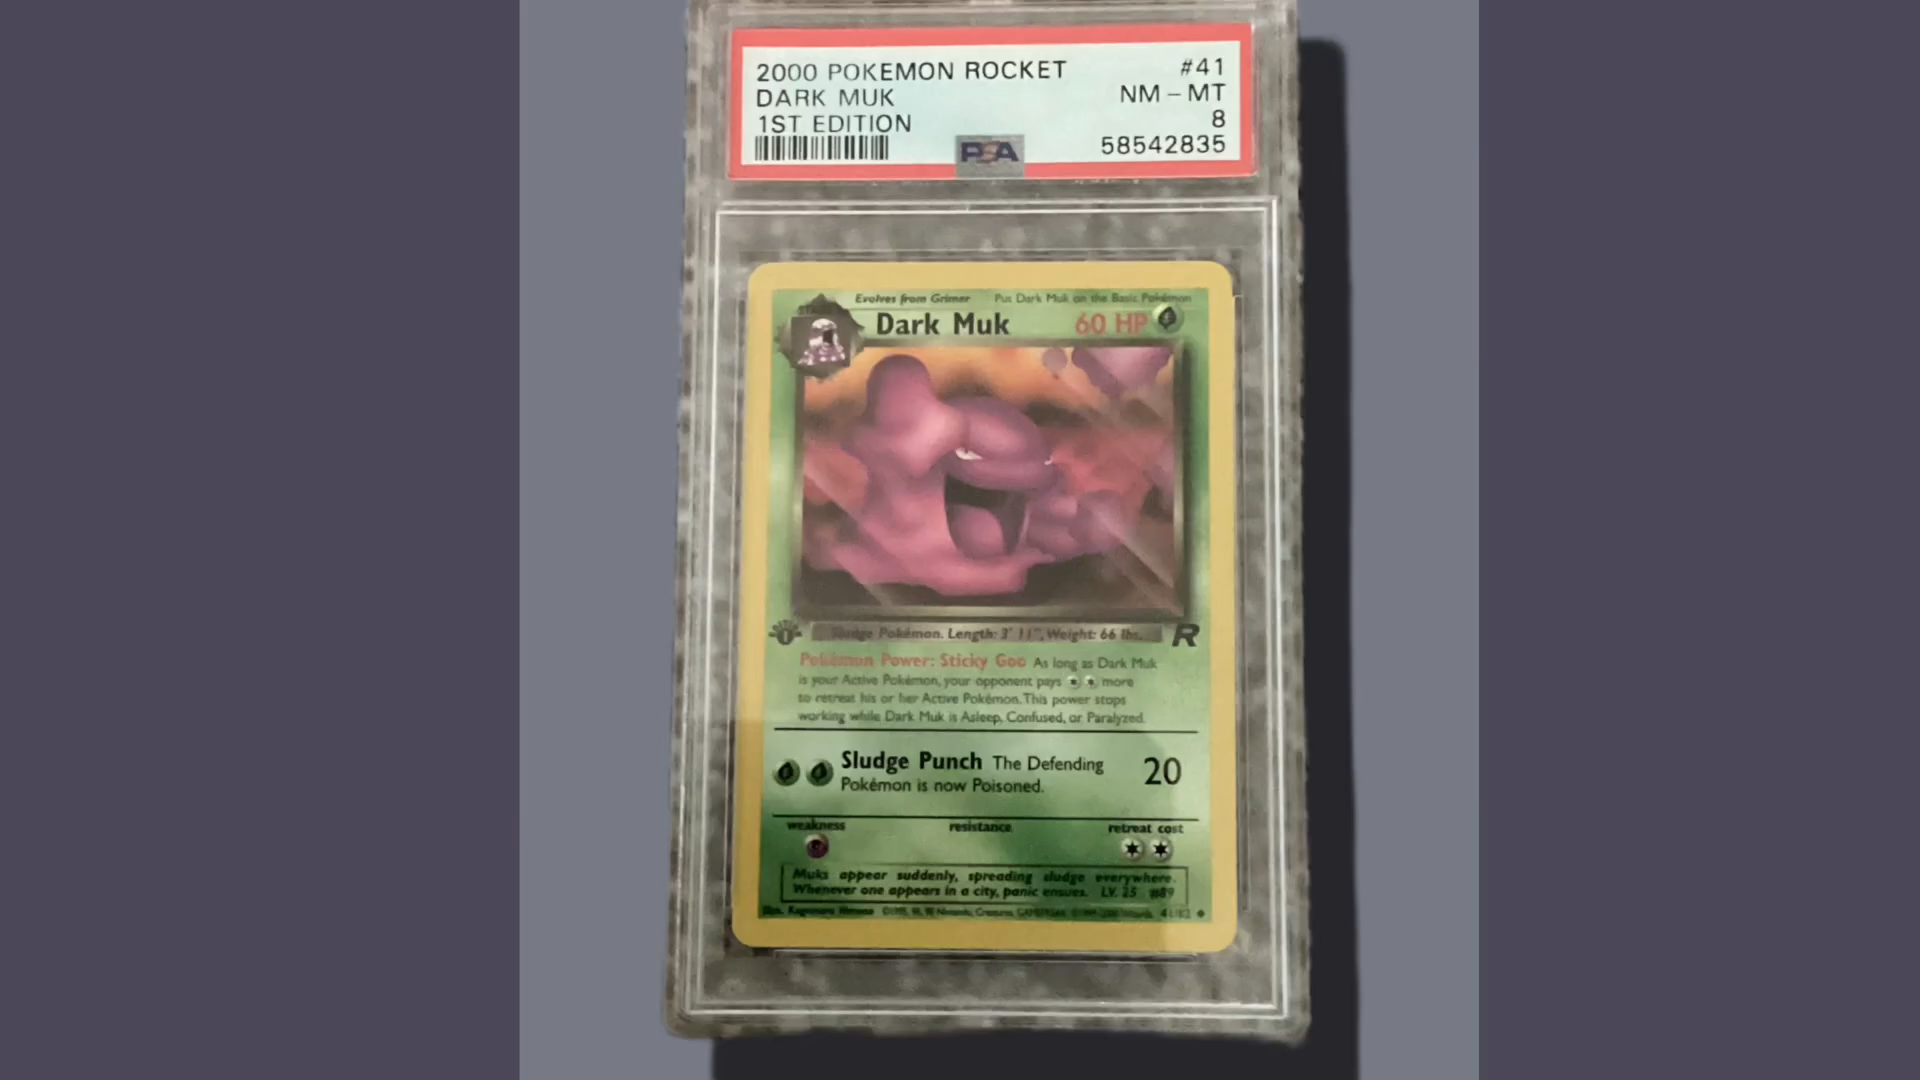 2000 POKEMON ROCKET #41
DARK MUK NM - MT
1ST EDITION 8
PSA 58542835
Evolves from Grimer Put Dark Muk on the Basic Pokémon
Dark Muk 60 HP
Sludge Pokémon. Length: 3' 11", Weight: 66 lbs.
R
Pokémon Power: Sticky Goo As long as Dark Muk
is your Active Pokémon, your opponent pays more
to retreat his or her Active Pokémon. This power stops
working while Dark Muk is Asleep, Confused, or Paralyzed.
Sludge Punch The Defending 20
Pokémon is now Poisoned.
weakness resistance retreat cost
Muks appear suddenly, spreading sludge everywhere.
Whenever one appears in a city, panic ensues. LV. 25 #89
41/82